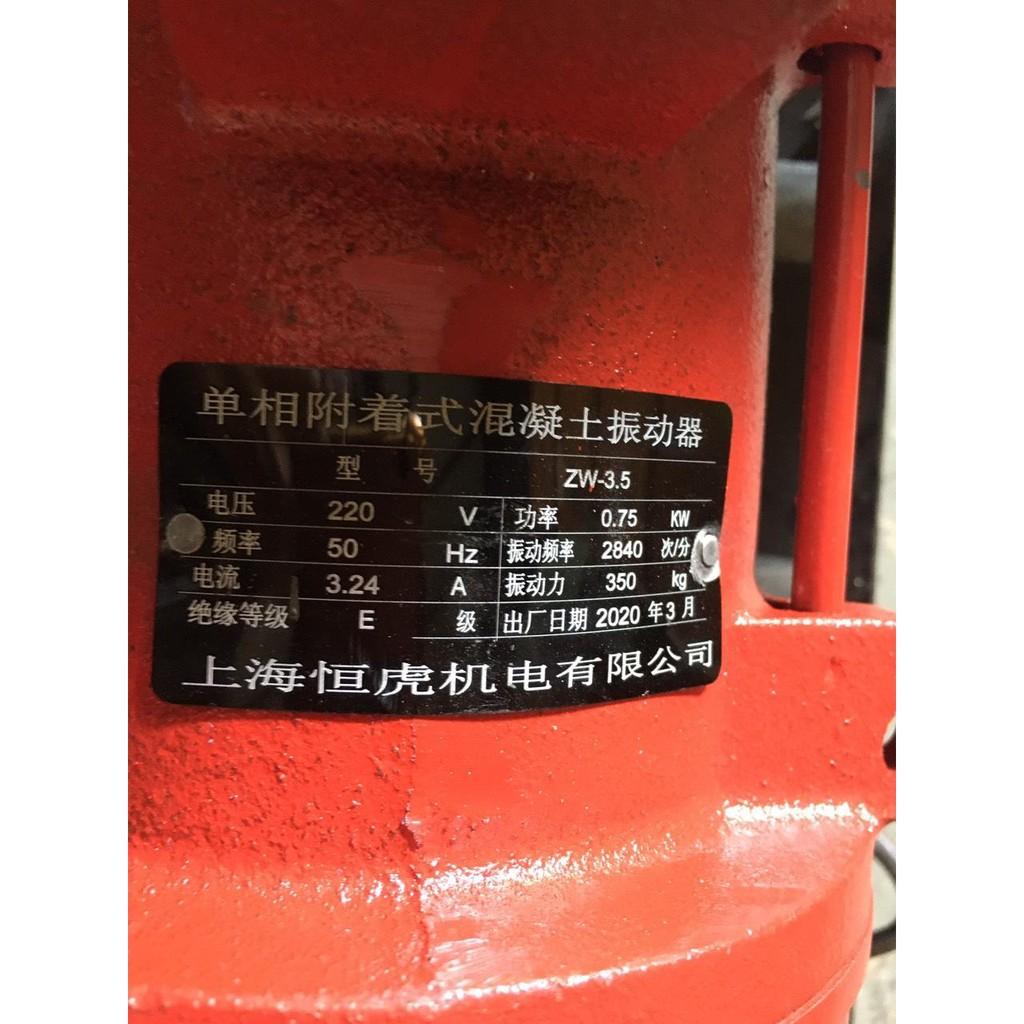 单相附着式混凝土振动器
型 号 ZW-3.5
电压 220 V 功率 0.75 KW
频率 50 Hz 振动频率 2840 次/分
电流 3.24 A 振动力 350 kg
绝缘等级 E 级 出厂日期 2020 年3 月
上海恒虎机电有限公司